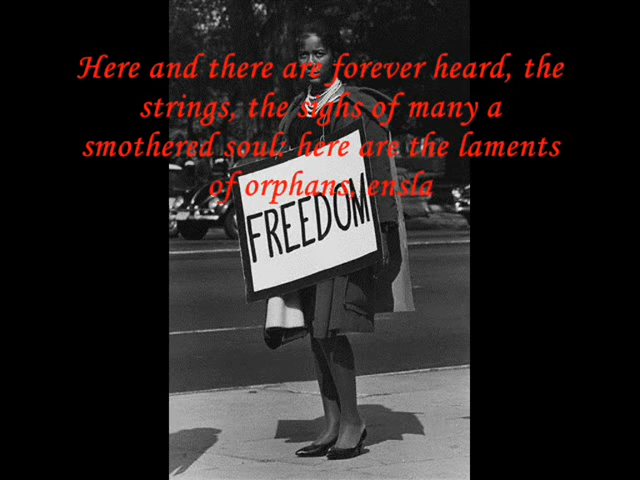 Here and there are forever heard, the
strings, the sighs of many a
smothered soul. here are the laments
of orphans, ensla
FREEDOM